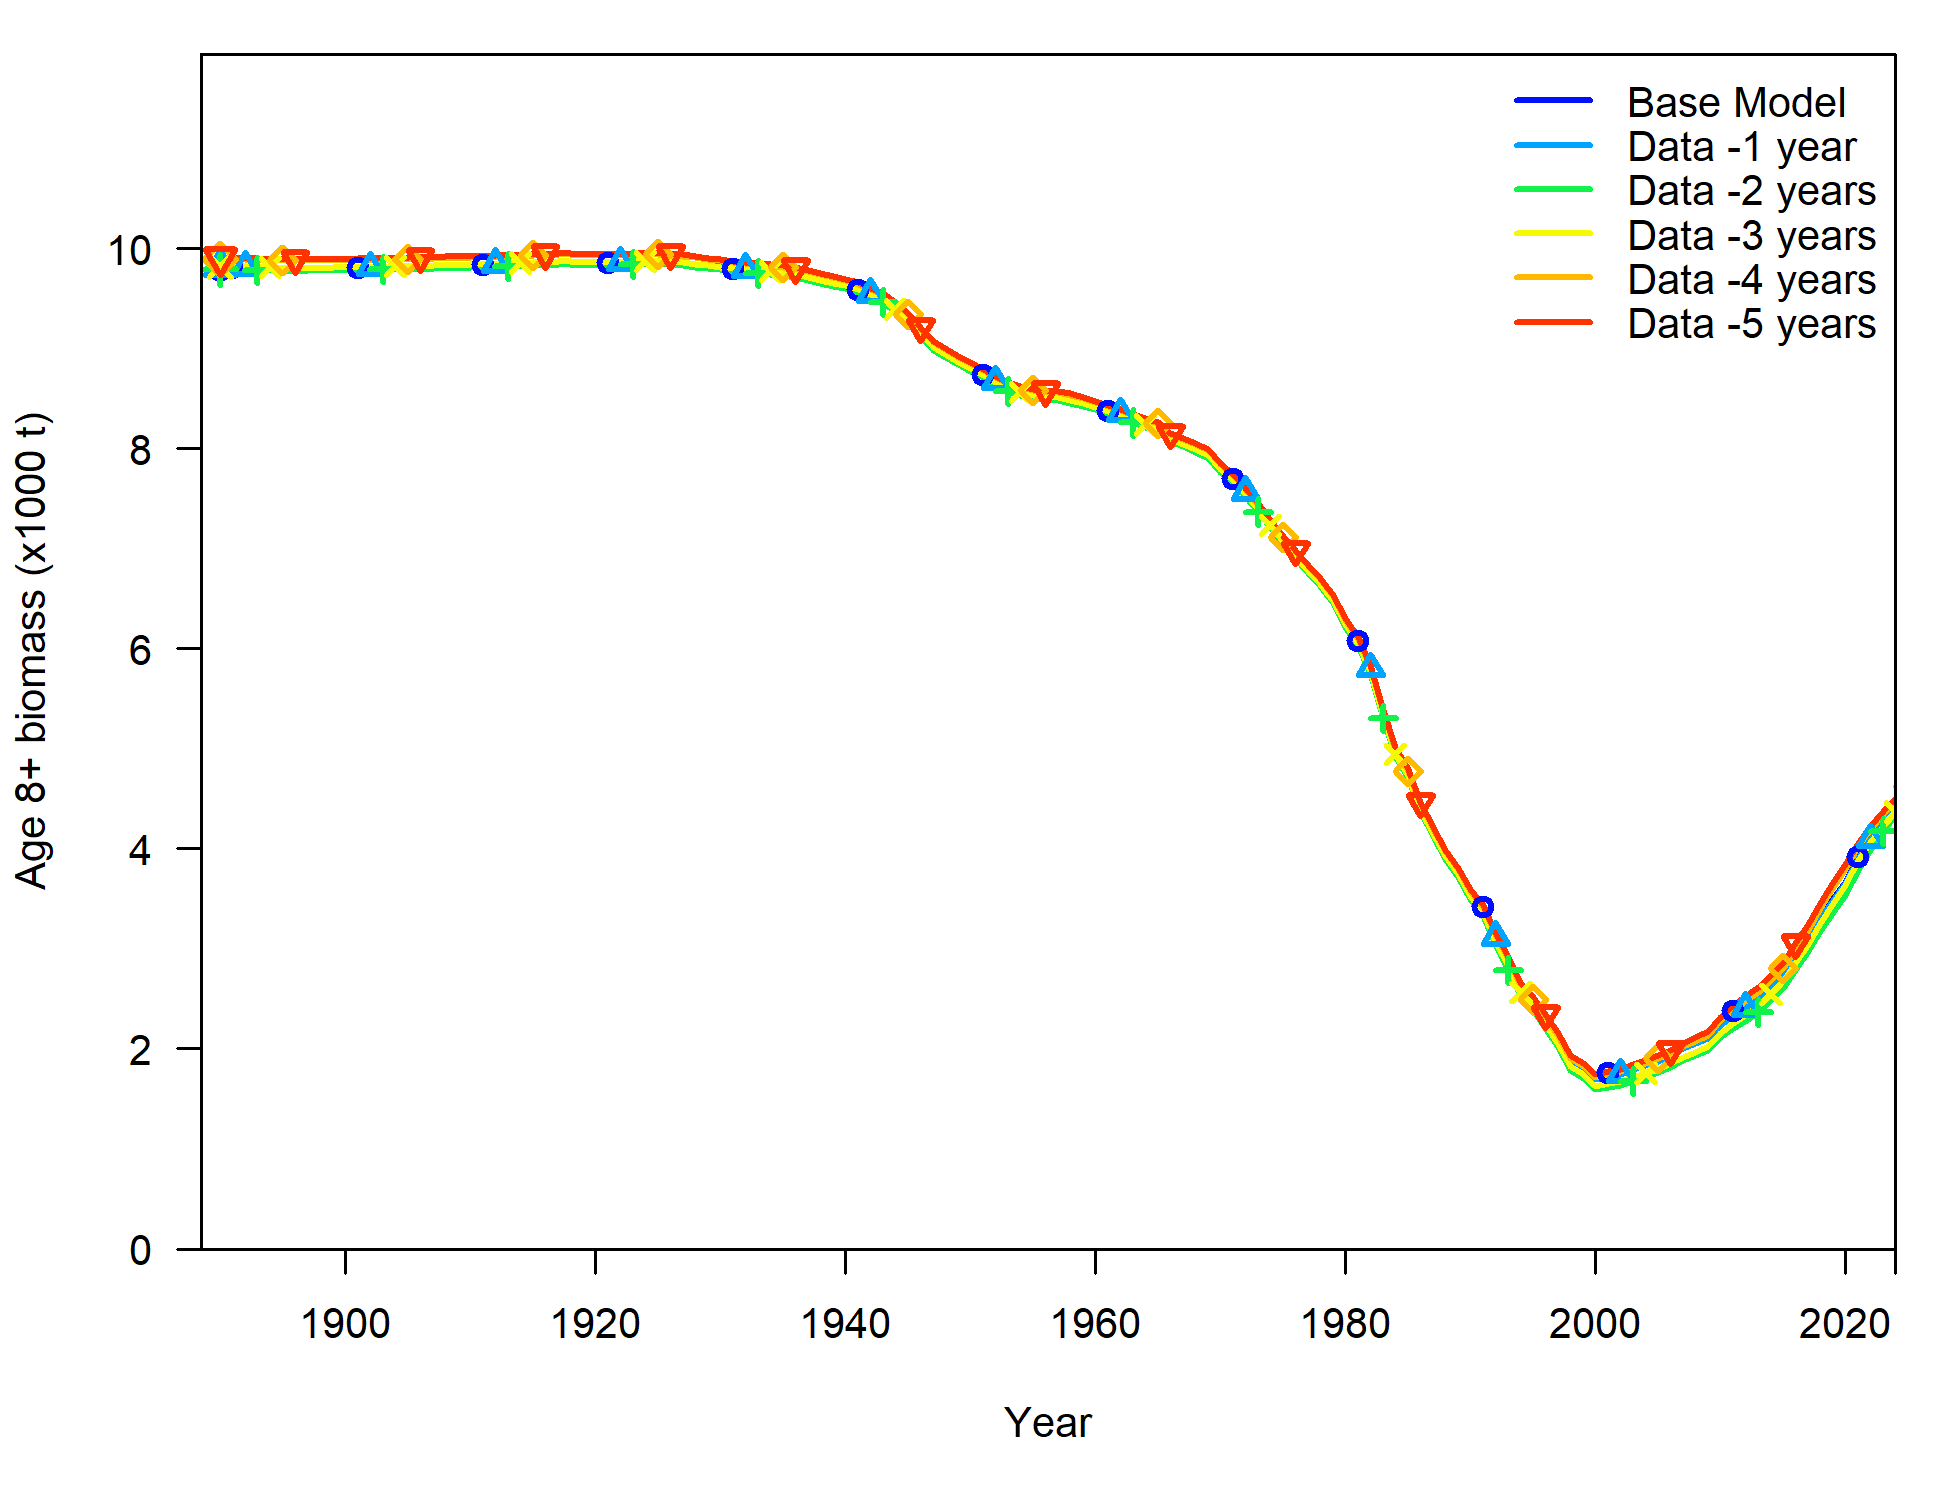 Base Model
Data -1 year
Data -2 years
Data -3 years
Data -4 years
Data -5 years
10
8
6
4
2
0
Age 8+ biomass (x1000 t)
1900 1920 1940 1960 1980 2000 2020
Year